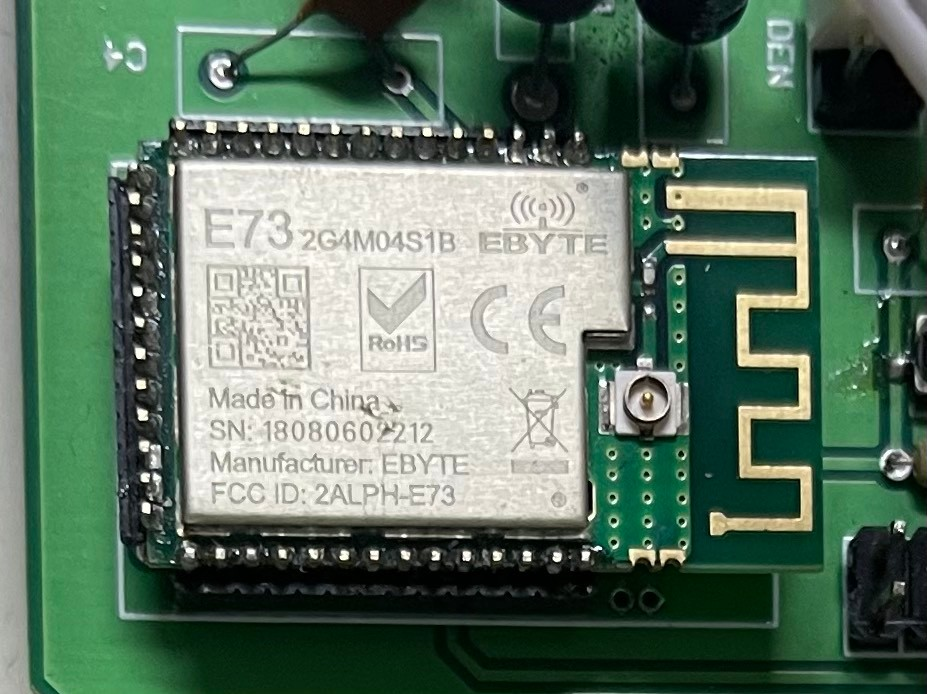 C4
DEN
E73 2G4M04S1B
EBYTE
RoHS
CE
Made in China
SN: 18080602212
Manufacturer: EBYTE
FCC ID: 2ALPH-E73